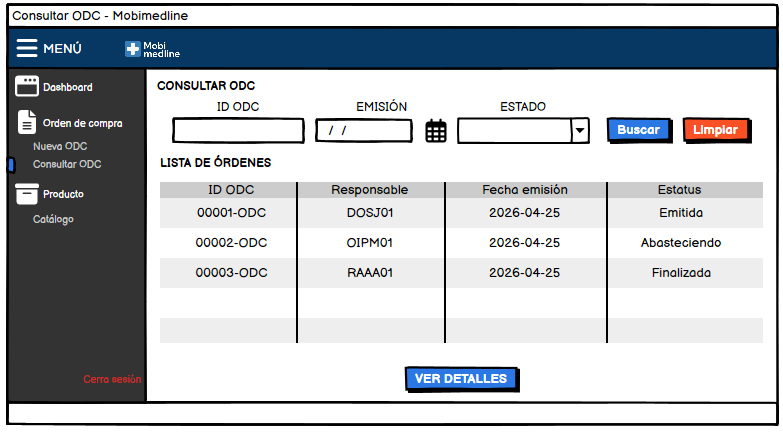 Consultar ODC - Mobimedline
MENÚ
Mobi
medline
Dashboard
Orden de compra
Nueva ODC
Consultar ODC
Producto
Catálogo
Cerra sesión
CONSULTAR ODC
ID ODC EMISIÓN ESTADO
/ / Buscar Limpiar
LISTA DE ÓRDENES
ID ODC Responsable Fecha emisión Estatus
00001-ODC DOSJ01 2026-04-25 Emitida
00002-ODC OIPM01 2026-04-25 Abasteciendo
00003-ODC RAAA01 2026-04-25 Finalizada
VER DETALLES